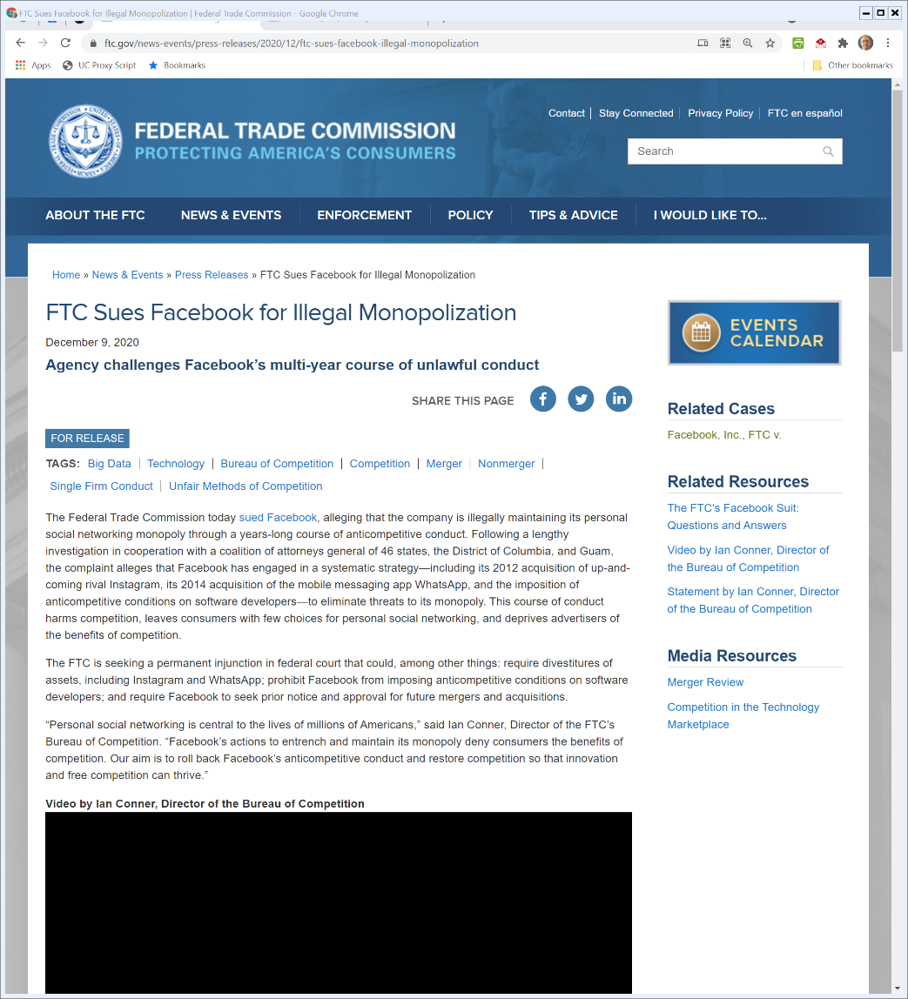 FTC Sues Facebook for Illegal Monopolization | Federal Trade Commission - Google Chrome
ftc.gov/news-events/press-releases/2020/12/ftc-sues-facebook-illegal-monopolization
Apps UC Proxy Script Bookmarks Other bookmarks
Contact | Stay Connected | Privacy Policy | FTC en español
FEDERAL TRADE COMMISSION
PROTECTING AMERICA'S CONSUMERS
Search
ABOUT THE FTC NEWS & EVENTS ENFORCEMENT POLICY TIPS & ADVICE I WOULD LIKE TO...
Home » News & Events » Press Releases » FTC Sues Facebook for Illegal Monopolization
FTC Sues Facebook for Illegal Monopolization
December 9, 2020
Agency challenges Facebook’s multi-year course of unlawful conduct
SHARE THIS PAGE
FOR RELEASE
TAGS: Big Data | Technology | Bureau of Competition | Competition | Merger | Nonmerger |
Single Firm Conduct | Unfair Methods of Competition
The Federal Trade Commission today sued Facebook, alleging that the company is illegally maintaining its personal
social networking monopoly through a years-long course of anticompetitive conduct. Following a lengthy
investigation in cooperation with a coalition of attorneys general of 46 states, the District of Columbia, and Guam,
the complaint alleges that Facebook has engaged in a systematic strategy—including its 2012 acquisition of up-and-
coming rival Instagram, its 2014 acquisition of the mobile messaging app WhatsApp, and the imposition of
anticompetitive conditions on software developers—to eliminate threats to its monopoly. This course of conduct
harms competition, leaves consumers with few choices for personal social networking, and deprives advertisers of
the benefits of competition.
The FTC is seeking a permanent injunction in federal court that could, among other things: require divestitures of
assets, including Instagram and WhatsApp; prohibit Facebook from imposing anticompetitive conditions on software
developers; and require Facebook to seek prior notice and approval for future mergers and acquisitions.
“Personal social networking is central to the lives of millions of Americans,” said Ian Conner, Director of the FTC’s
Bureau of Competition. “Facebook’s actions to entrench and maintain its monopoly deny consumers the benefits of
competition. Our aim is to roll back Facebook’s anticompetitive conduct and restore competition so that innovation
and free competition can thrive.”
Video by Ian Conner, Director of the Bureau of Competition
EVENTS
CALENDAR
Related Cases
Facebook, Inc., FTC v.
Related Resources
The FTC’s Facebook Suit:
Questions and Answers
Video by Ian Conner, Director of
the Bureau of Competition
Statement by Ian Conner, Director
of the Bureau of Competition
Media Resources
Merger Review
Competition in the Technology
Marketplace